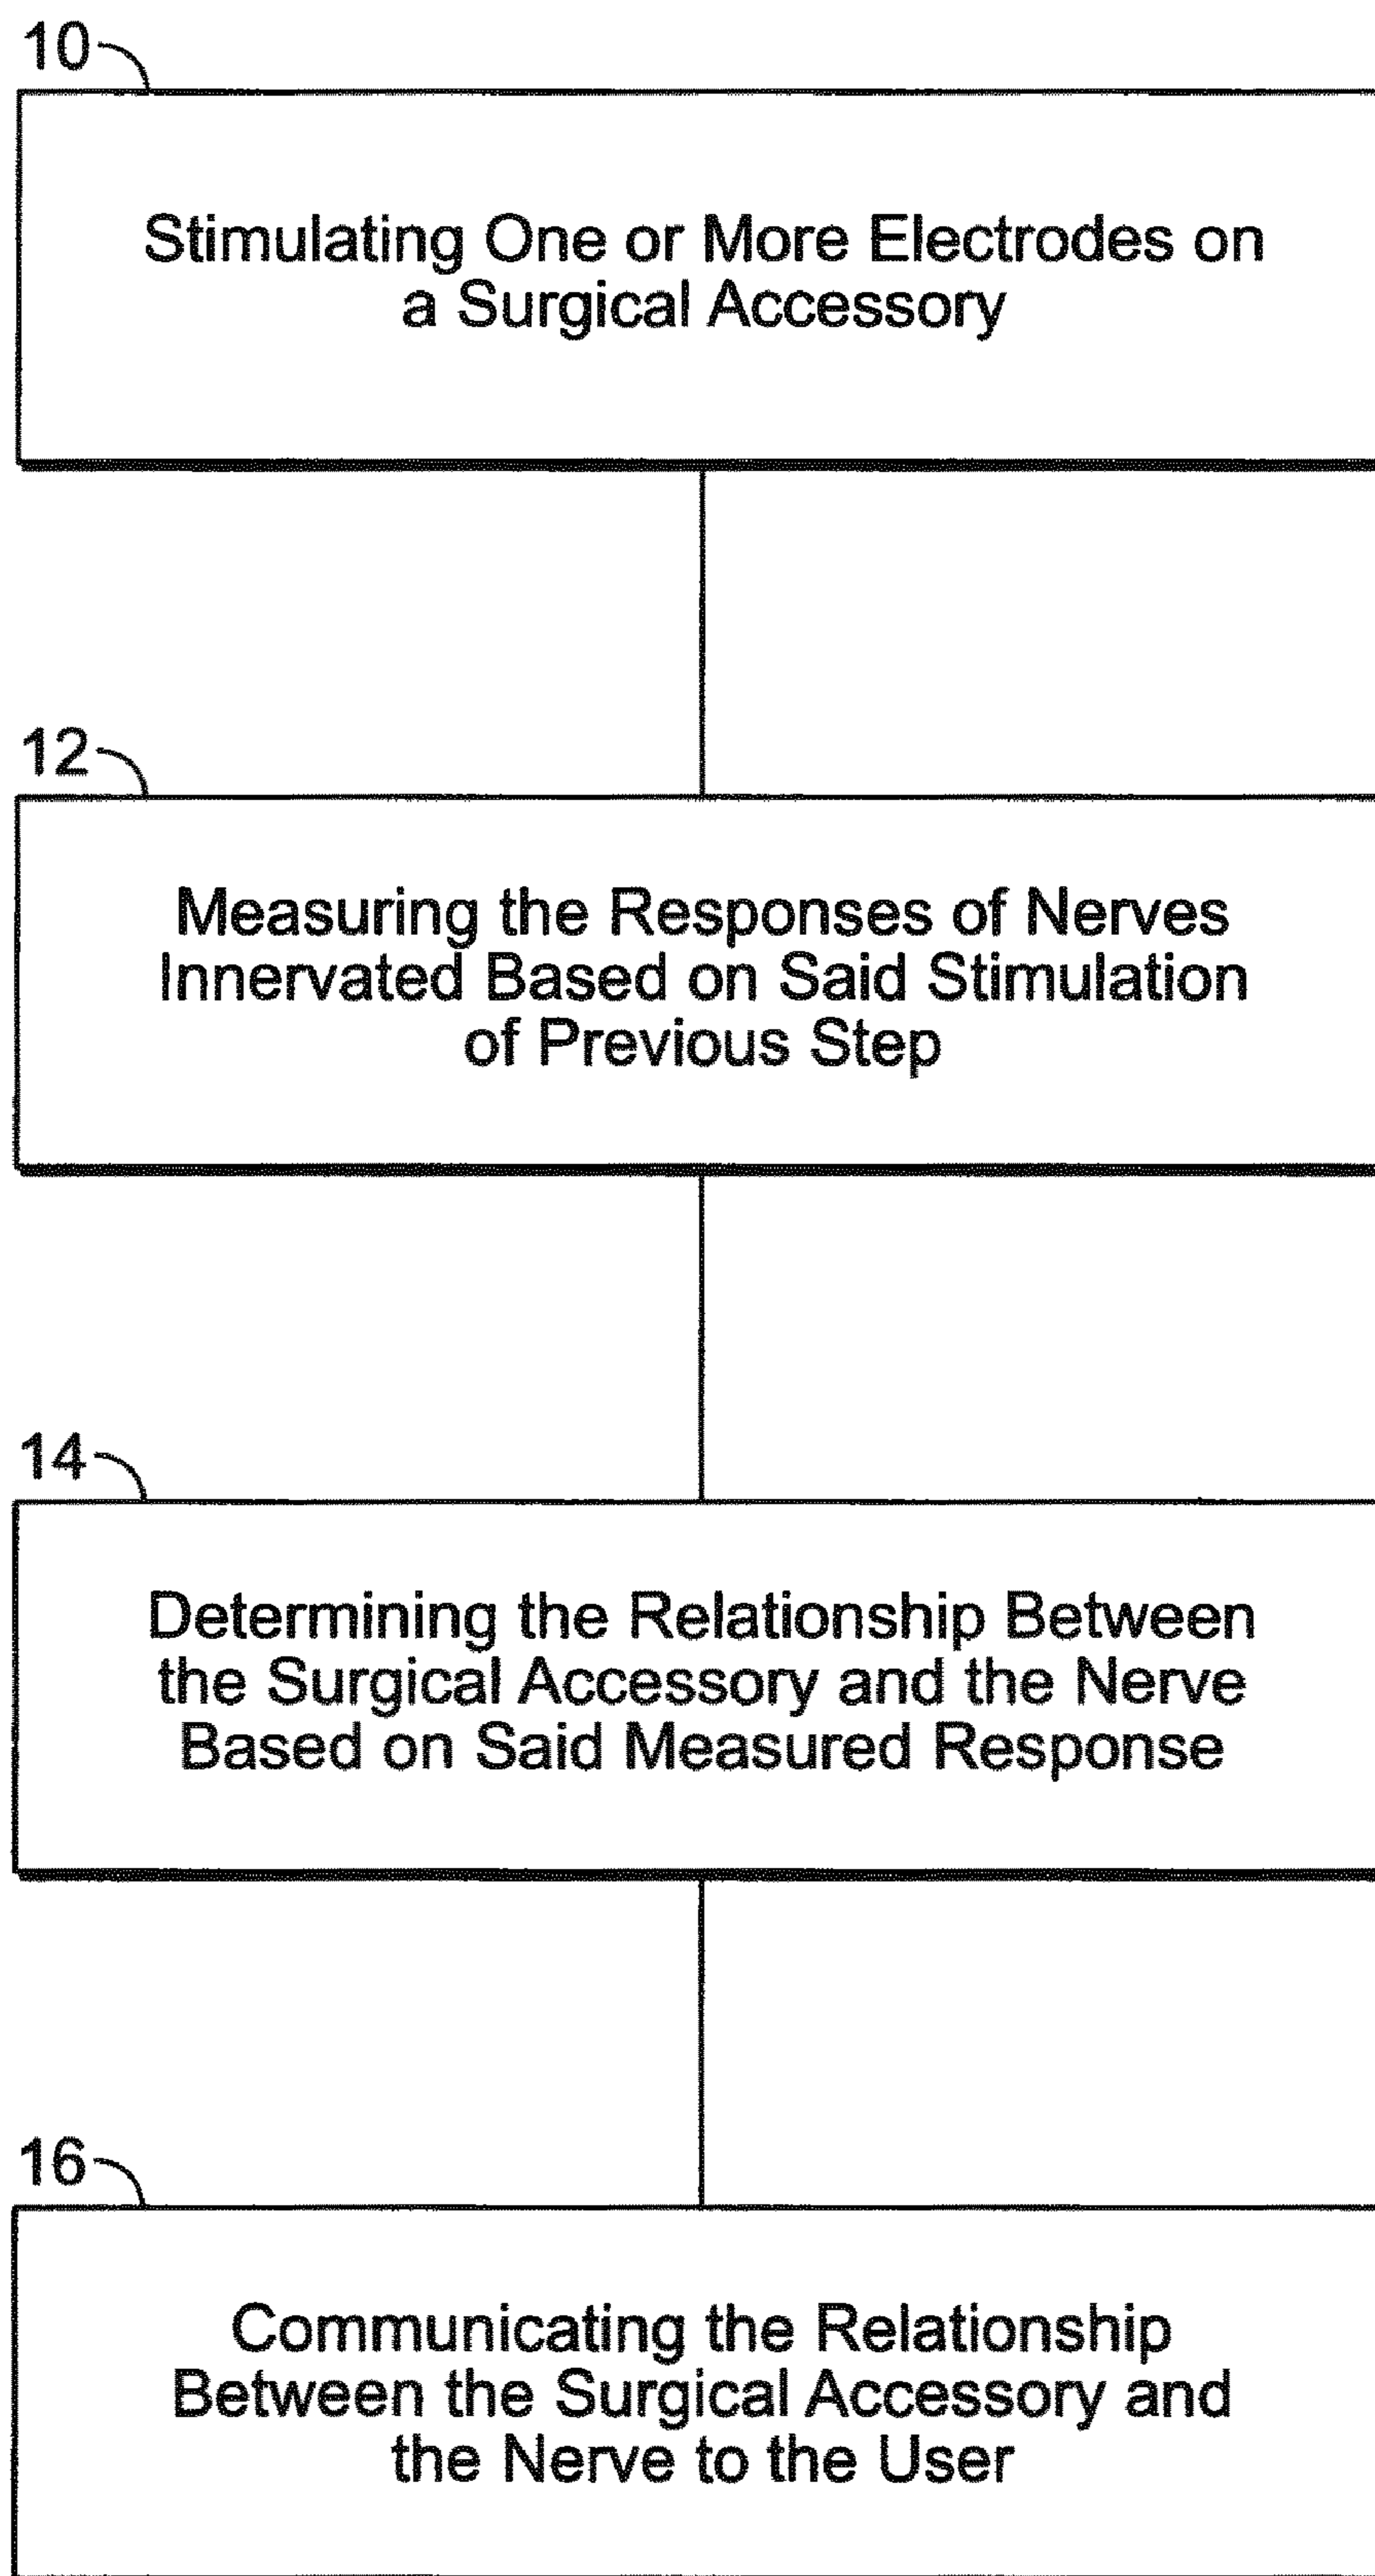 10
Stimulating One or More Electrodes on
a Surgical Accessory
12
Measuring the Responses of Nerves
Innervated Based on Said Stimulation
of Previous Step
14
Determining the Relationship Between
the Surgical Accessory and the Nerve
Based on Said Measured Response
16
Communicating the Relationship
Between the Surgical Accessory and
the Nerve to the User